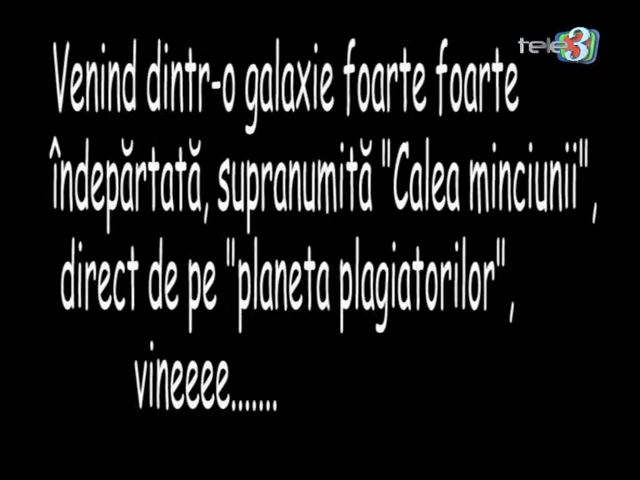 tele3
Venind dintr-o galaxie foarte foarte
îndepărtată, supranumită "Calea minciunii",
direct de pe "planeta plagiatorilor",
vineeee.......